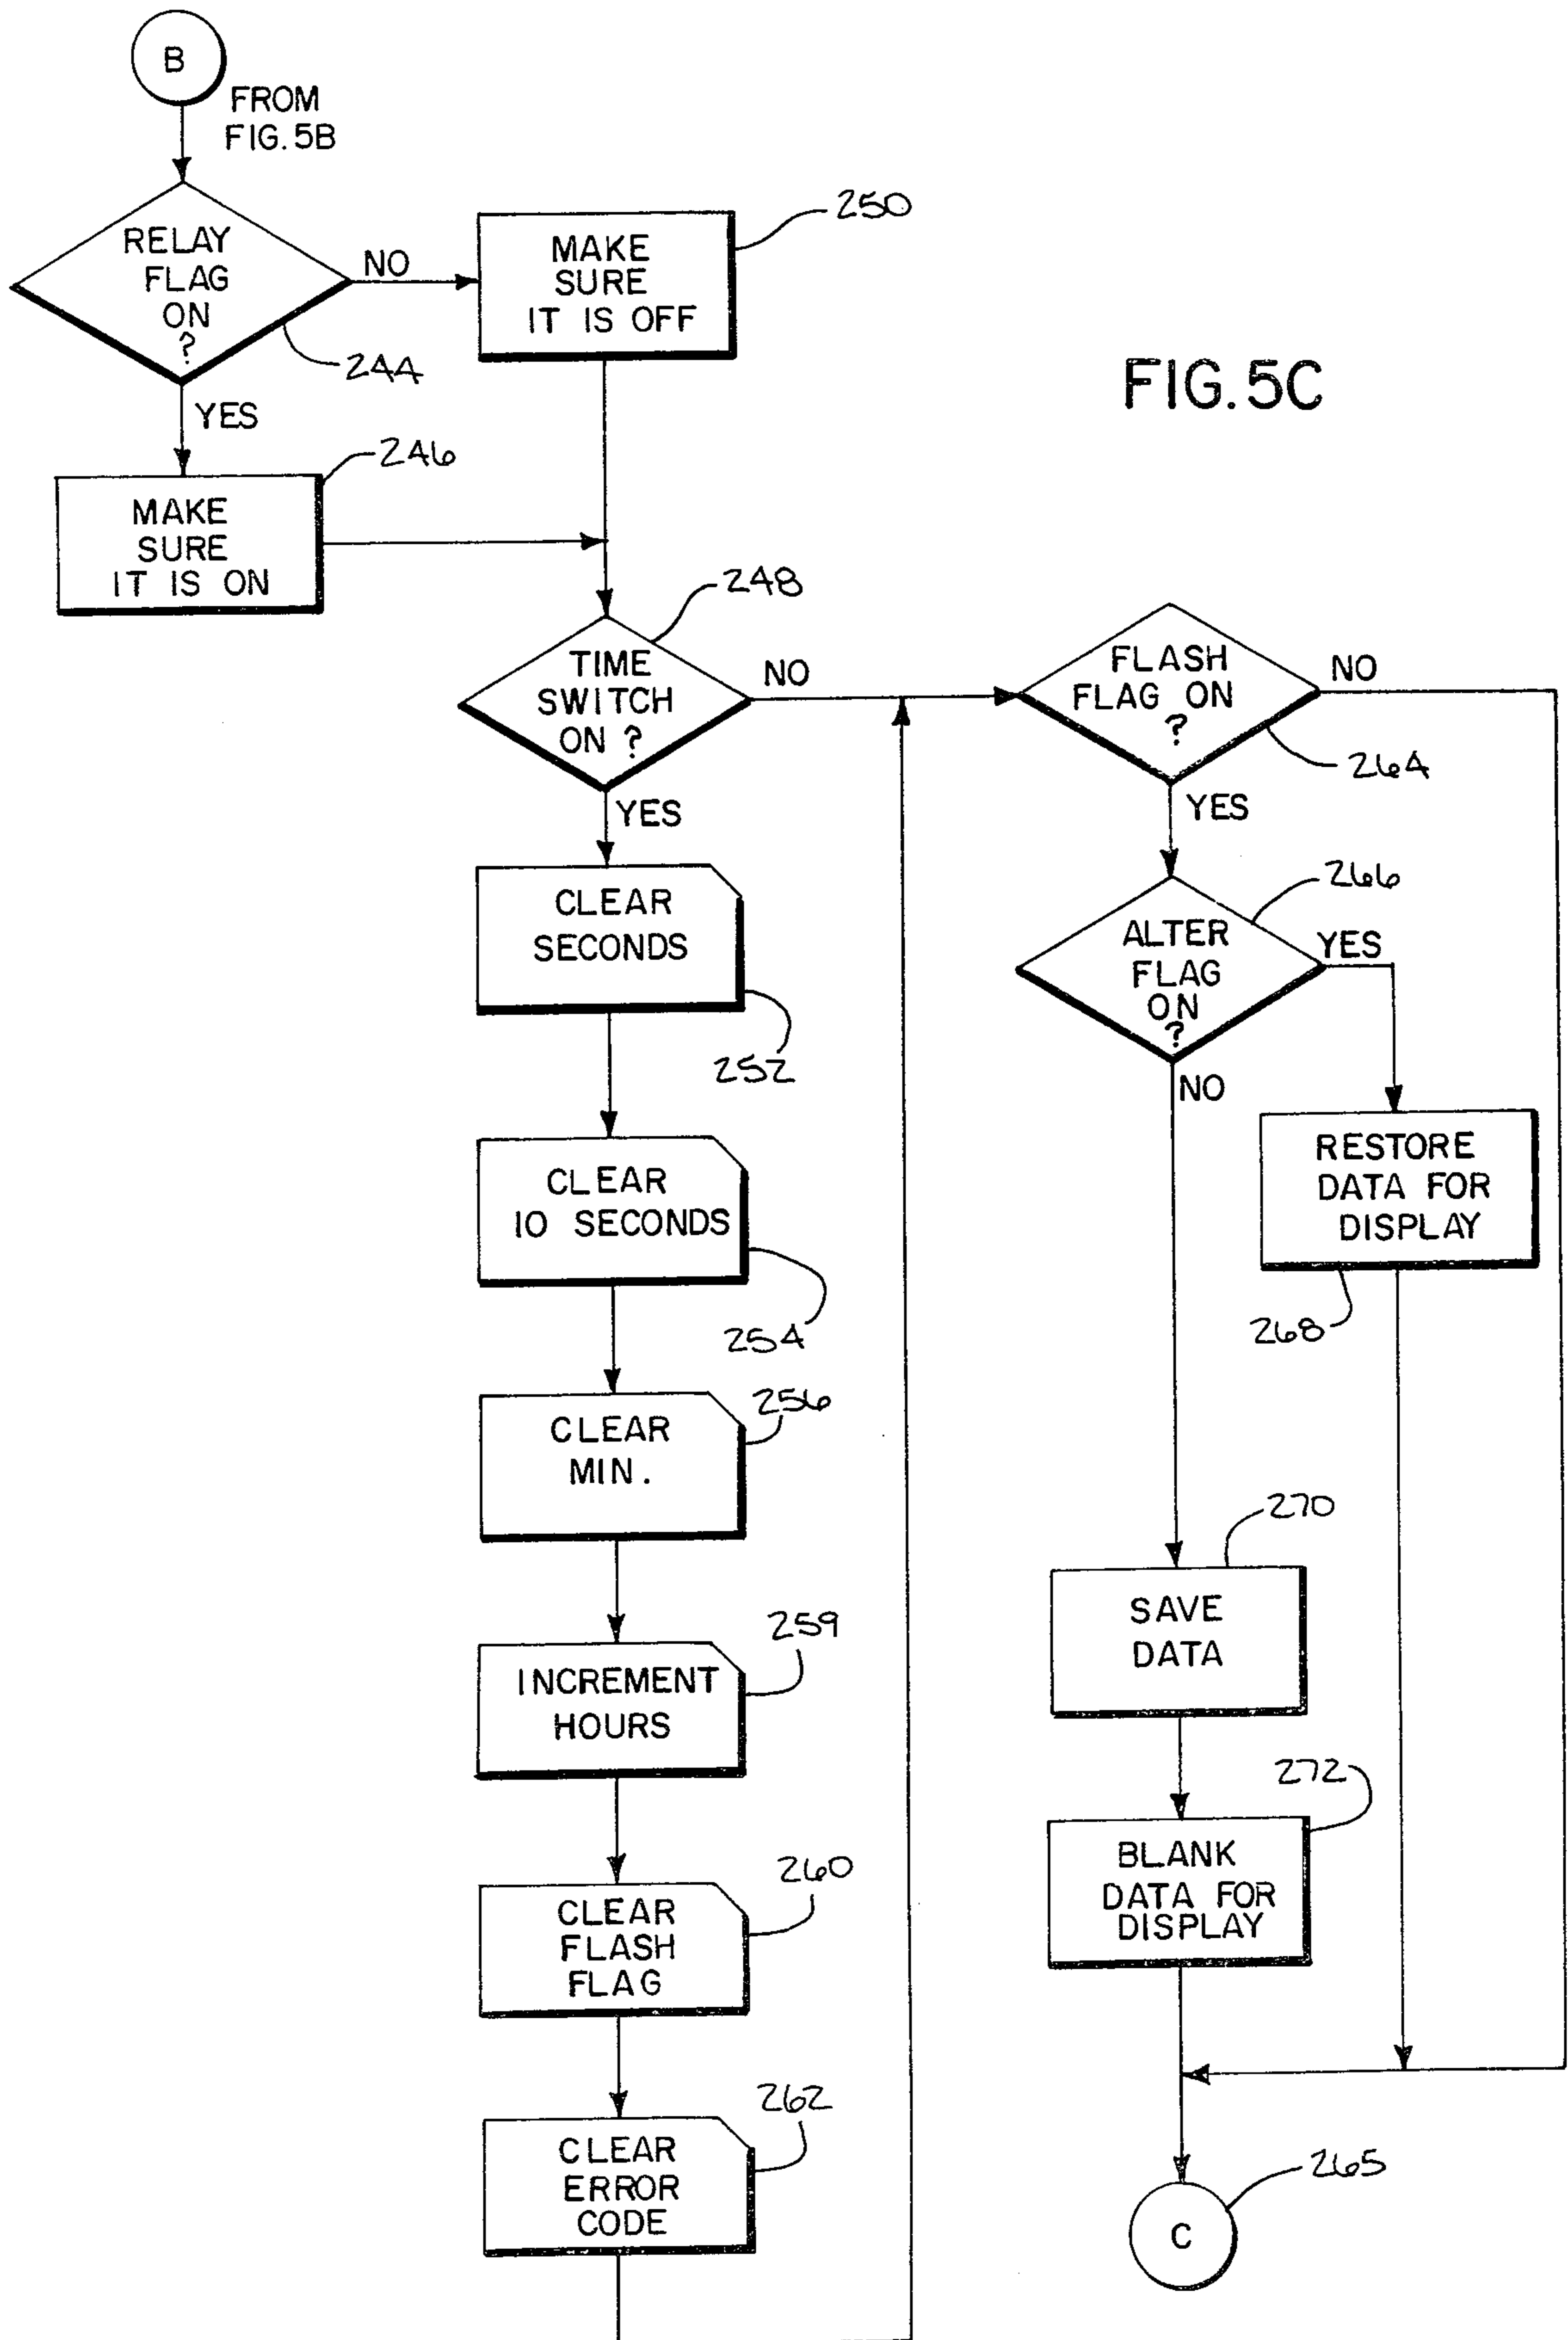 B
FROM
FIG. 5B
RELAY
FLAG
ON
?
244
NO
MAKE
SURE
IT IS OFF
250
FIG. 5C
YES
MAKE
SURE
IT IS ON
246
TIME
SWITCH
ON ?
248
NO
YES
CLEAR
SECONDS
252
CLEAR
10 SECONDS
254
CLEAR
MIN.
256
INCREMENT
HOURS
259
CLEAR
FLASH
FLAG
260
CLEAR
ERROR
CODE
262
FLASH
FLAG ON
?
264
NO
YES
ALTER
FLAG
ON
?
266
YES
NO
RESTORE
DATA FOR
DISPLAY
268
SAVE
DATA
270
BLANK
DATA FOR
DISPLAY
272
C
265